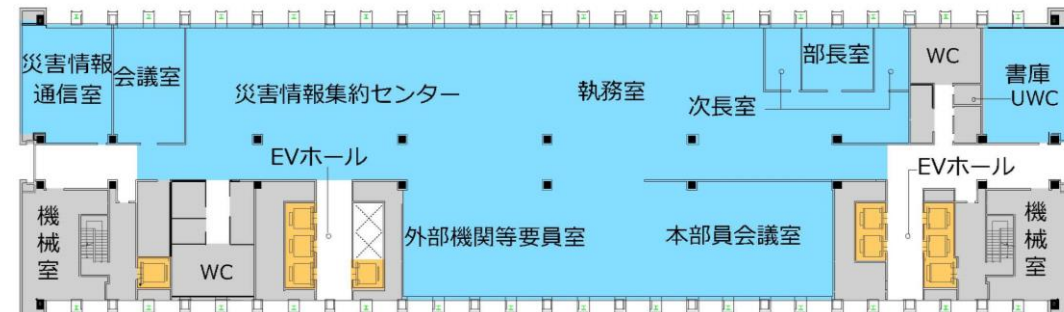 災害情報
通信室
会議室
災害情報集約センター
執務室
部長室
次長室
WC
書庫
UWC
EVホール
EVホール
機械室
WC
外部機関等要員室
本部員会議室
機械室